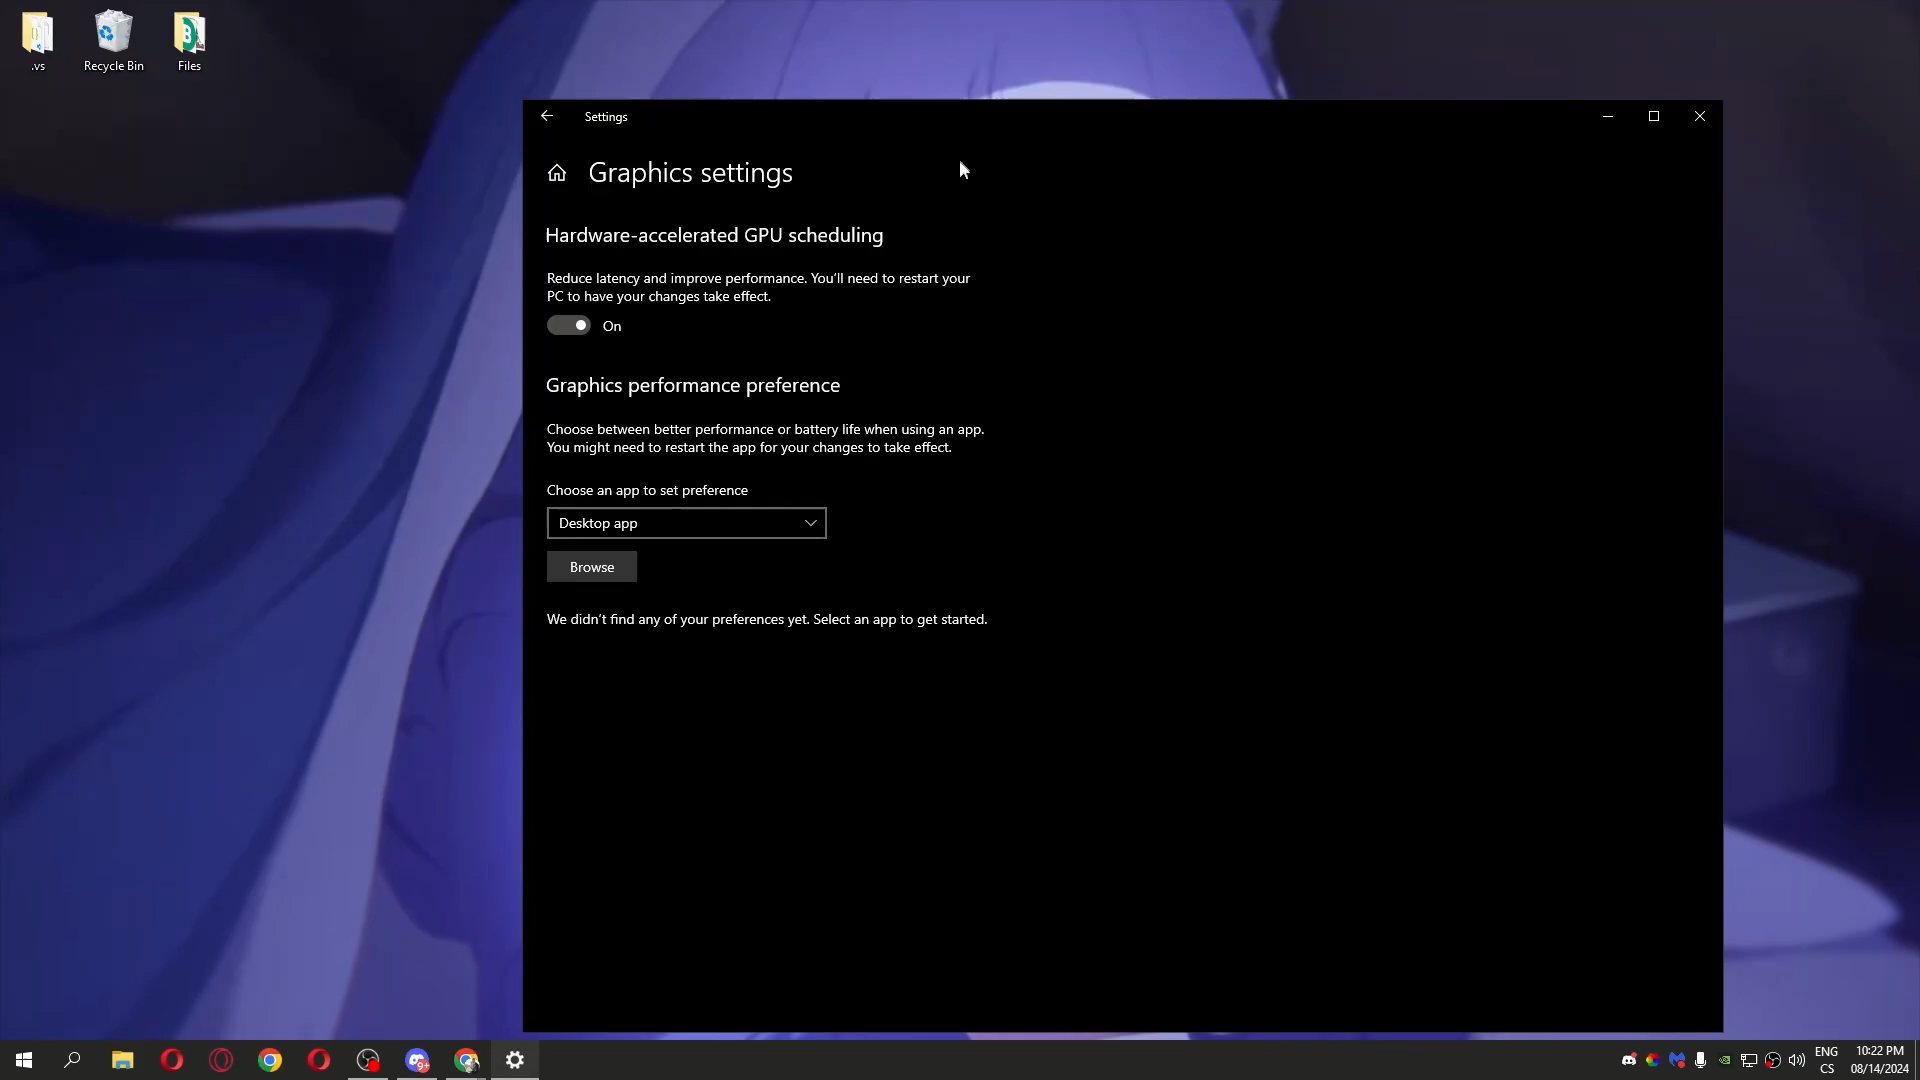 .vs
Recycle Bin
Files
Settings
Graphics settings
Hardware-accelerated GPU scheduling
Reduce latency and improve performance. You'll need to restart your
PC to have your changes take effect.
On
Graphics performance preference
Choose between better performance or battery life when using an app.
You might need to restart the app for your changes to take effect.
Choose an app to set preference
Desktop app
Browse
We didn't find any of your preferences yet. Select an app to get started.
9+
ENG
CS
10:22 PM
08/14/2024